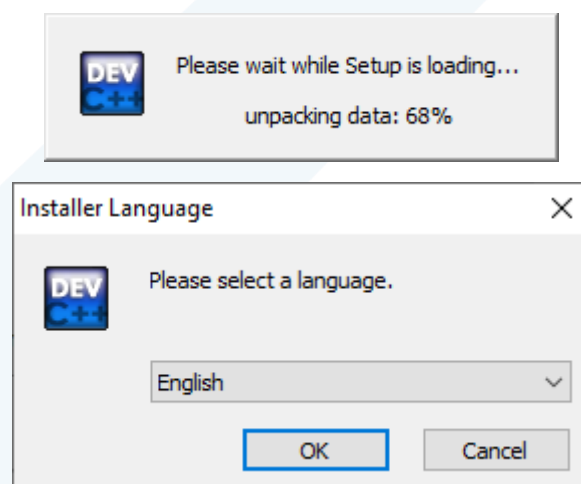 DEV
C++
Please wait while Setup is loading...
unpacking data: 68%
Installer Language
DEV
C++
Please select a language.
English
OK
Cancel